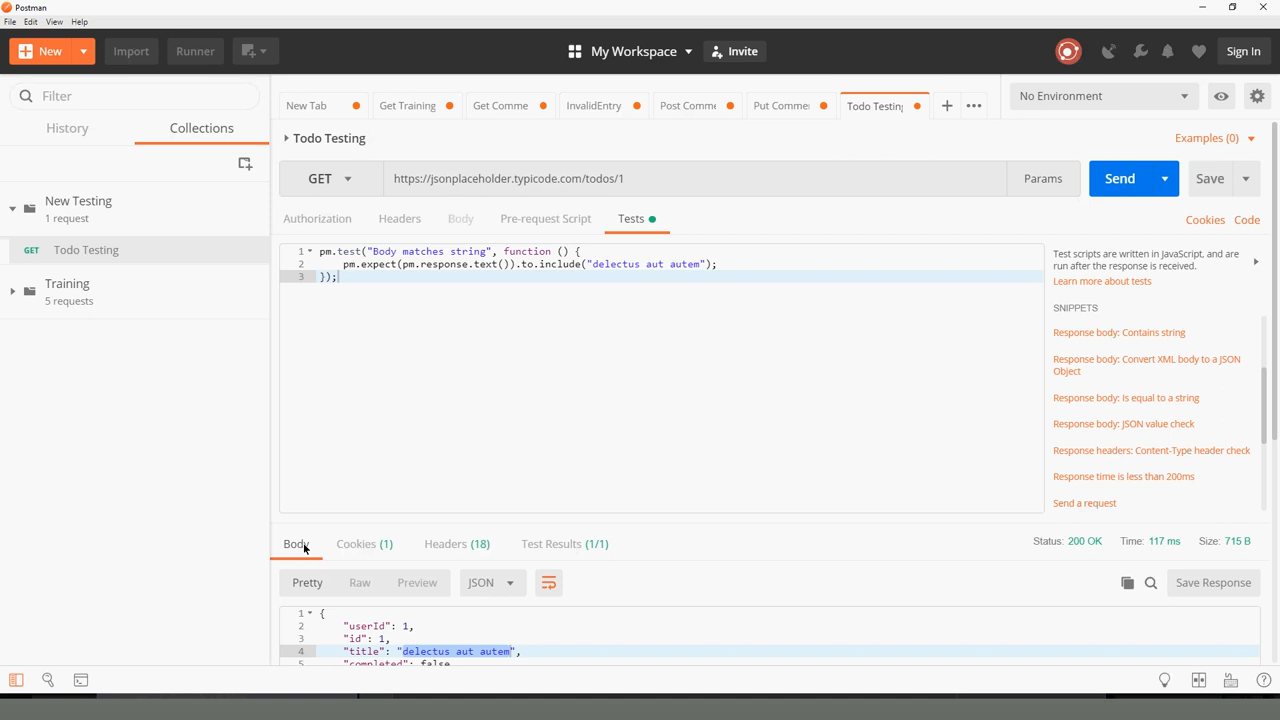 Postman
File Edit View Help
New Import Runner My Workspace Invite Sign In
Filter
History Collections
New Testing
1 request
GET Todo Testing
Training
5 requests
New Tab Get Training Get Comme InvalidEntry Post Comme Put Comme Todo Testing
No Environment
Todo Testing
Examples (0)
GET https://jsonplaceholder.typicode.com/todos/1 Params Send Save
Authorization Headers Body Pre-request Script Tests Cookies Code
1 pm.test("Body matches string", function () {
2 pm.expect(pm.response.text()).to.include("delectus aut autem");
3 });
Test scripts are written in JavaScript, and are
run after the response is received.
Learn more about tests
SNIPPETS
Response body: Contains string
Response body: Convert XML body to a JSON
Object
Response body: Is equal to a string
Response body: JSON value check
Response headers: Content-Type header check
Response time is less than 200ms
Send a request
Body Cookies (1) Headers (18) Test Results (1/1) Status: 200 OK Time: 117 ms Size: 715 B
Pretty Raw Preview JSON Save Response
1 {
2 "userId": 1,
3 "id": 1,
4 "title": "delectus aut autem",
5 "completed": false